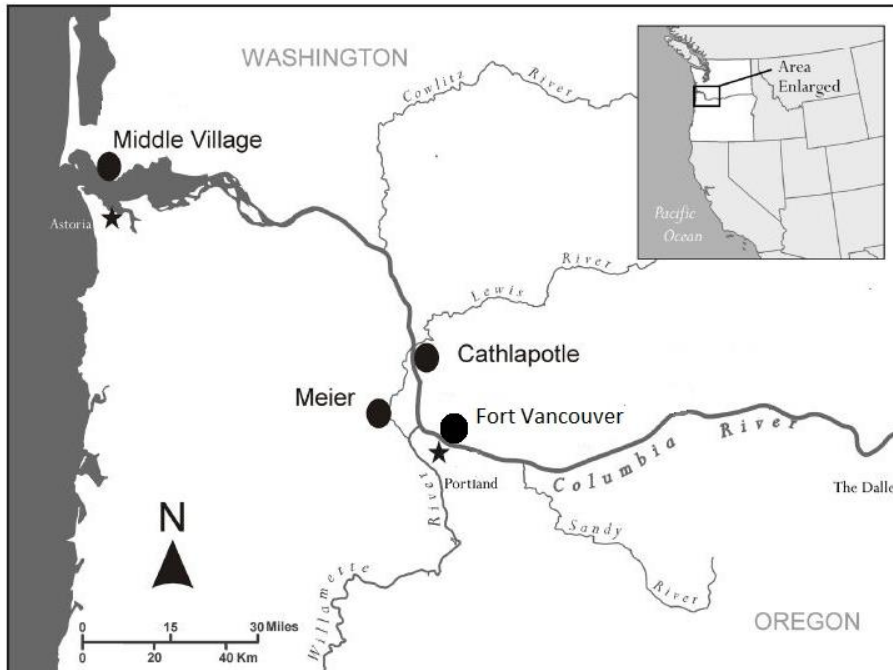 WASHINGTON
Cowlitz River
Area
Enlarged
Pacific
Ocean
Middle Village
Astoria
Lewis River
Cathlapotle
Meier
Fort Vancouver
Columbia River
Portland
The Dalle
Willamette River
Sandy River
N
OREGON
0 15 30 Miles
0 20 40 Km